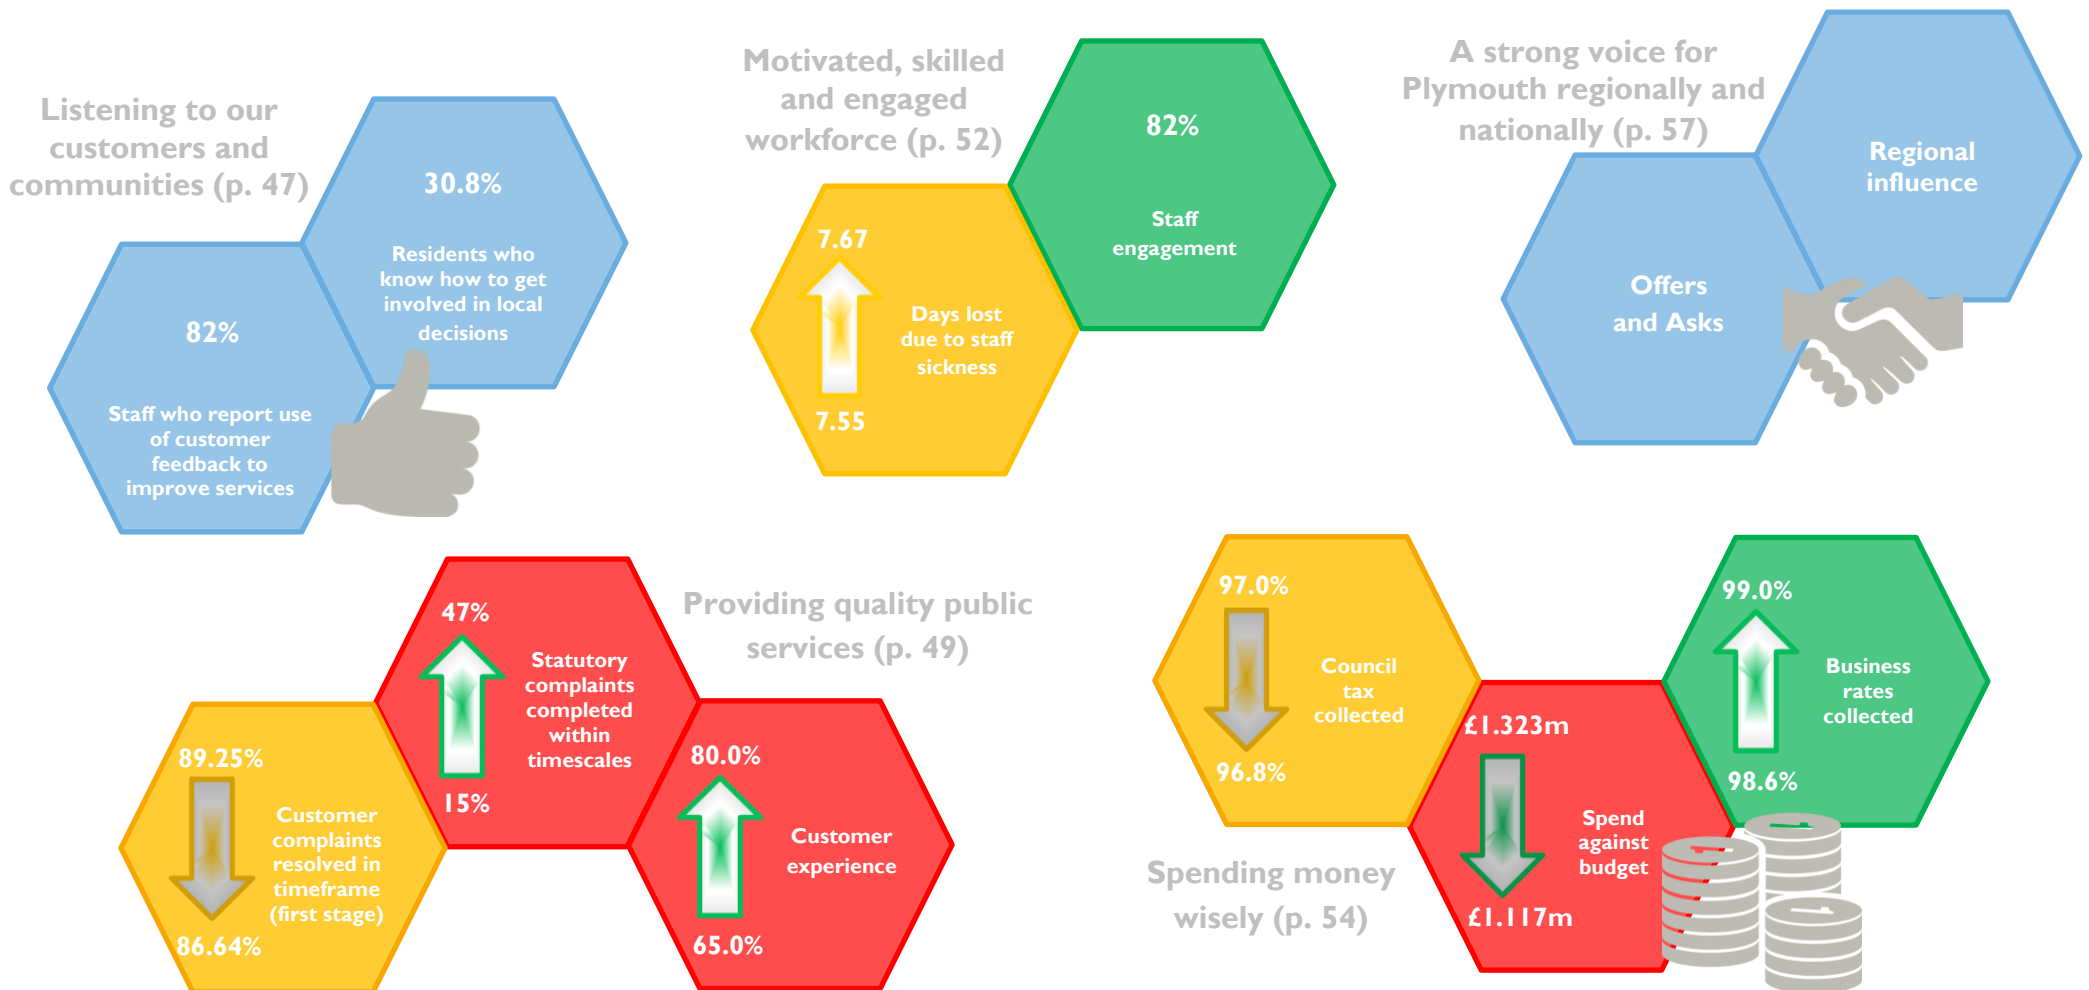 Listening to our
customers and
communities (p. 47)
30.8%
Residents who
know how to get
involved in local
decisions
82%
Staff who report use
of customer
feedback to
improve services
Motivated, skilled
and engaged
workforce (p. 52)
82%
Staff
engagement
7.67
Days lost
due to staff
sickness
7.55
A strong voice for
Plymouth regionally and
nationally (p. 57)
Regional
influence
Offers
and Asks
Providing quality public
services (p. 49)
47%
Statutory
complaints
completed
within
timescales
15%
89.25%
Customer
complaints
resolved in
timeframe
(first stage)
86.64%
80.0%
Customer
experience
65.0%
97.0%
Council
tax
collected
96.8%
£1.323m
Spend
against
budget
£1.117m
99.0%
Business
rates
collected
98.6%
Spending money
wisely (p. 54)